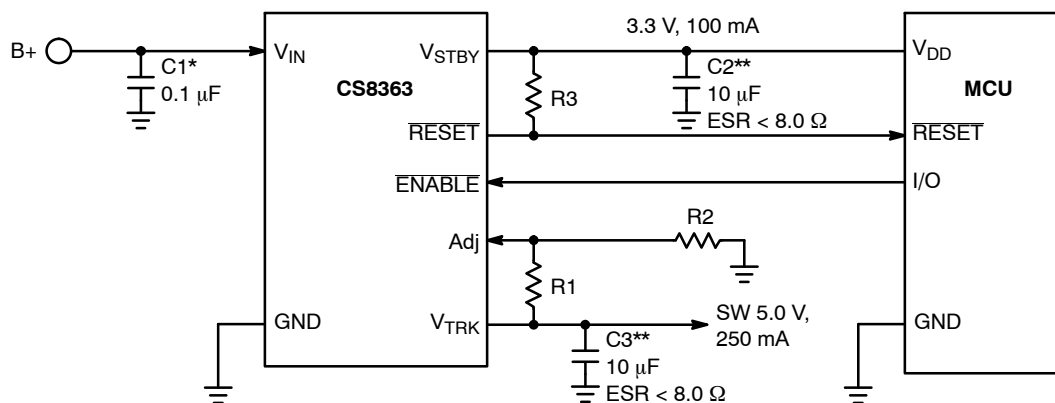 B+
C1*
0.1 μF
V_IN
CS8363
GND
V_STBY
RESET
ENABLE
Adj
V_TRK
R3
3.3 V, 100 mA
C2**
10 μF
ESR < 8.0 Ω
R2
R1
SW 5.0 V,
250 mA
C3**
10 μF
ESR < 8.0 Ω
V_DD
MCU
RESET
I/O
GND